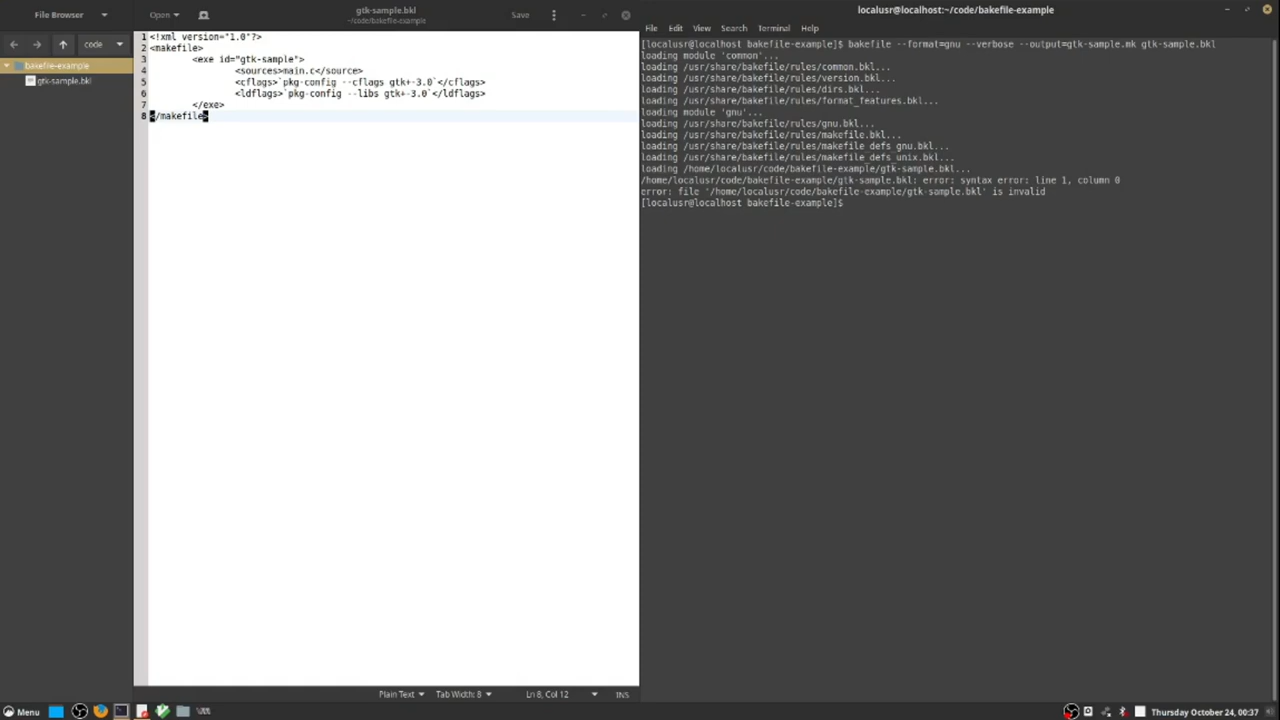 File Browser
code
bakefile-example
gtk-sample.bkl
Open
gtk-sample.bkl
~/code/bakefile-example
Save
1 <!xml version="1.0"?>
2 <makefile>
3 <exe id="gtk-sample">
4 <sources>main.c</source>
5 <cflags>`pkg-config --cflags gtk+-3.0`</cflags>
6 <ldflags>`pkg-config --libs gtk+-3.0`</ldflags>
7 </exe>
8 </makefile>
Plain Text
Tab Width: 8
Ln 8, Col 12
INS
localusr@localhost:~/code/bakefile-example
File Edit View Search Terminal Help
[localusr@localhost bakefile-example]$ bakefile --format=gnu --verbose --output=gtk-sample.mk gtk-sample.bkl
loading module 'common'...
loading /usr/share/bakefile/rules/common.bkl...
loading /usr/share/bakefile/rules/version.bkl...
loading /usr/share/bakefile/rules/dirs.bkl...
loading /usr/share/bakefile/rules/format_features.bkl...
loading module 'gnu'...
loading /usr/share/bakefile/rules/gnu.bkl...
loading /usr/share/bakefile/rules/makefile.bkl...
loading /usr/share/bakefile/rules/makefile_defs_gnu.bkl...
loading /usr/share/bakefile/rules/makefile_defs_unix.bkl...
loading /home/localusr/code/bakefile-example/gtk-sample.bkl...
/home/localusr/code/bakefile-example/gtk-sample.bkl: error: syntax error: line 1, column 0
error: file '/home/localusr/code/bakefile-example/gtk-sample.bkl' is invalid
[localusr@localhost bakefile-example]$
Menu
Thursday October 24, 00:37